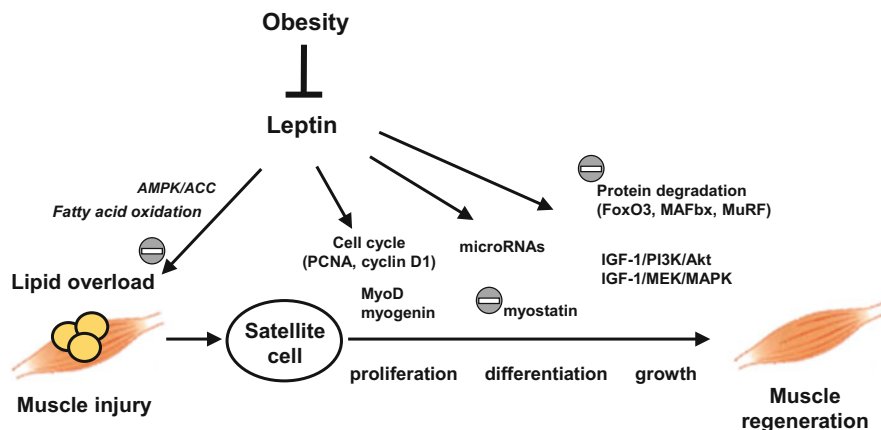 Obesity
Leptin
AMPK/ACC
Fatty acid oxidation
Lipid overload
Protein degradation
(FoxO3, MAFbx, MuRF)
Cell cycle
(PCNA, cyclin D1)
microRNAs
IGF-1/PI3K/Akt
IGF-1/MEK/MAPK
MyoD
myogenin
myostatin
Satellite
cell
proliferation
differentiation
growth
Muscle injury
Muscle
regeneration